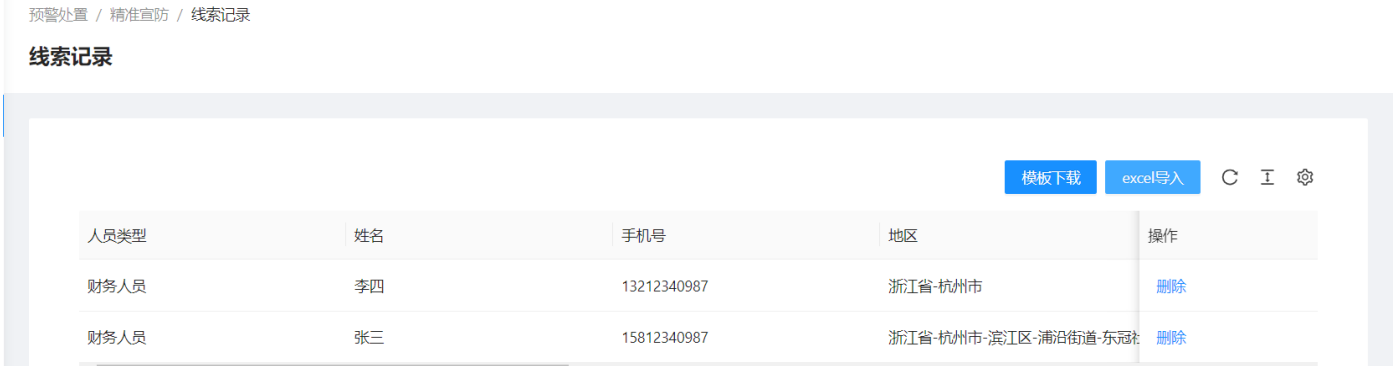 预警处置 / 精准宣防 / 线索记录
线索记录
模板下载 excel导入
人员类型 姓名 手机号 地区 操作
财务人员 李四 13212340987 浙江省-杭州市 删除
财务人员 张三 15812340987 浙江省-杭州市-滨江区-浦沿街道-东冠 删除